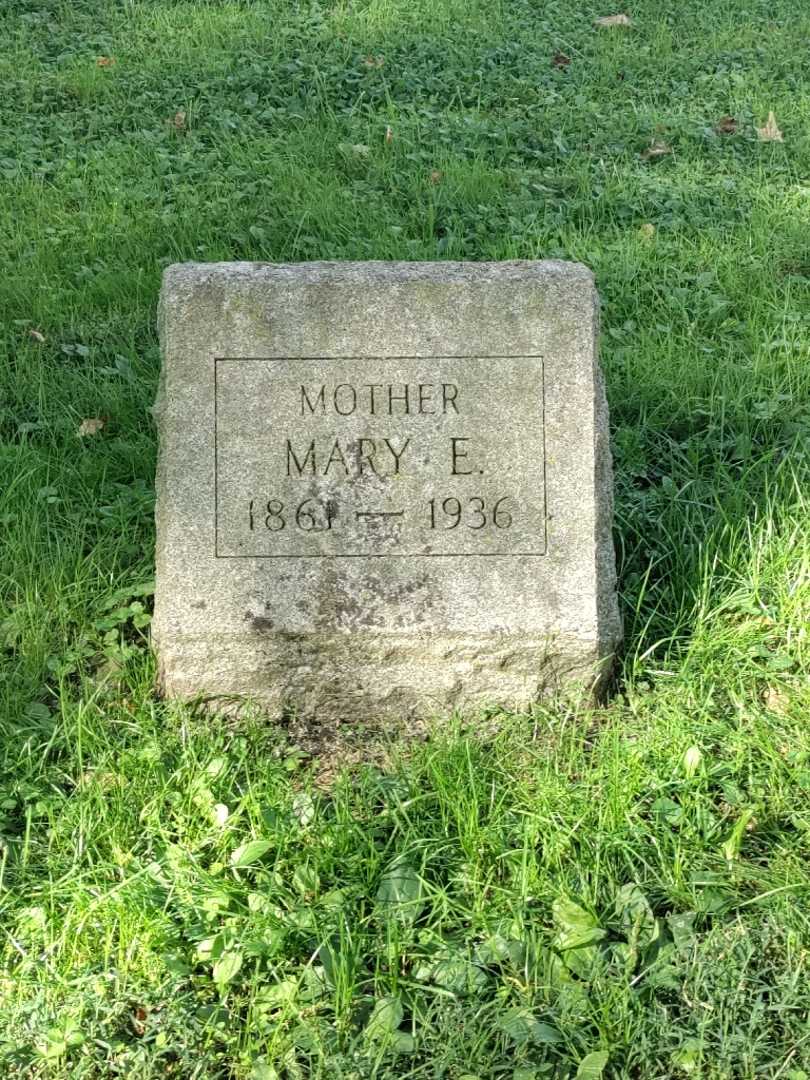 MOTHER
MARY E.
1861 — 1936